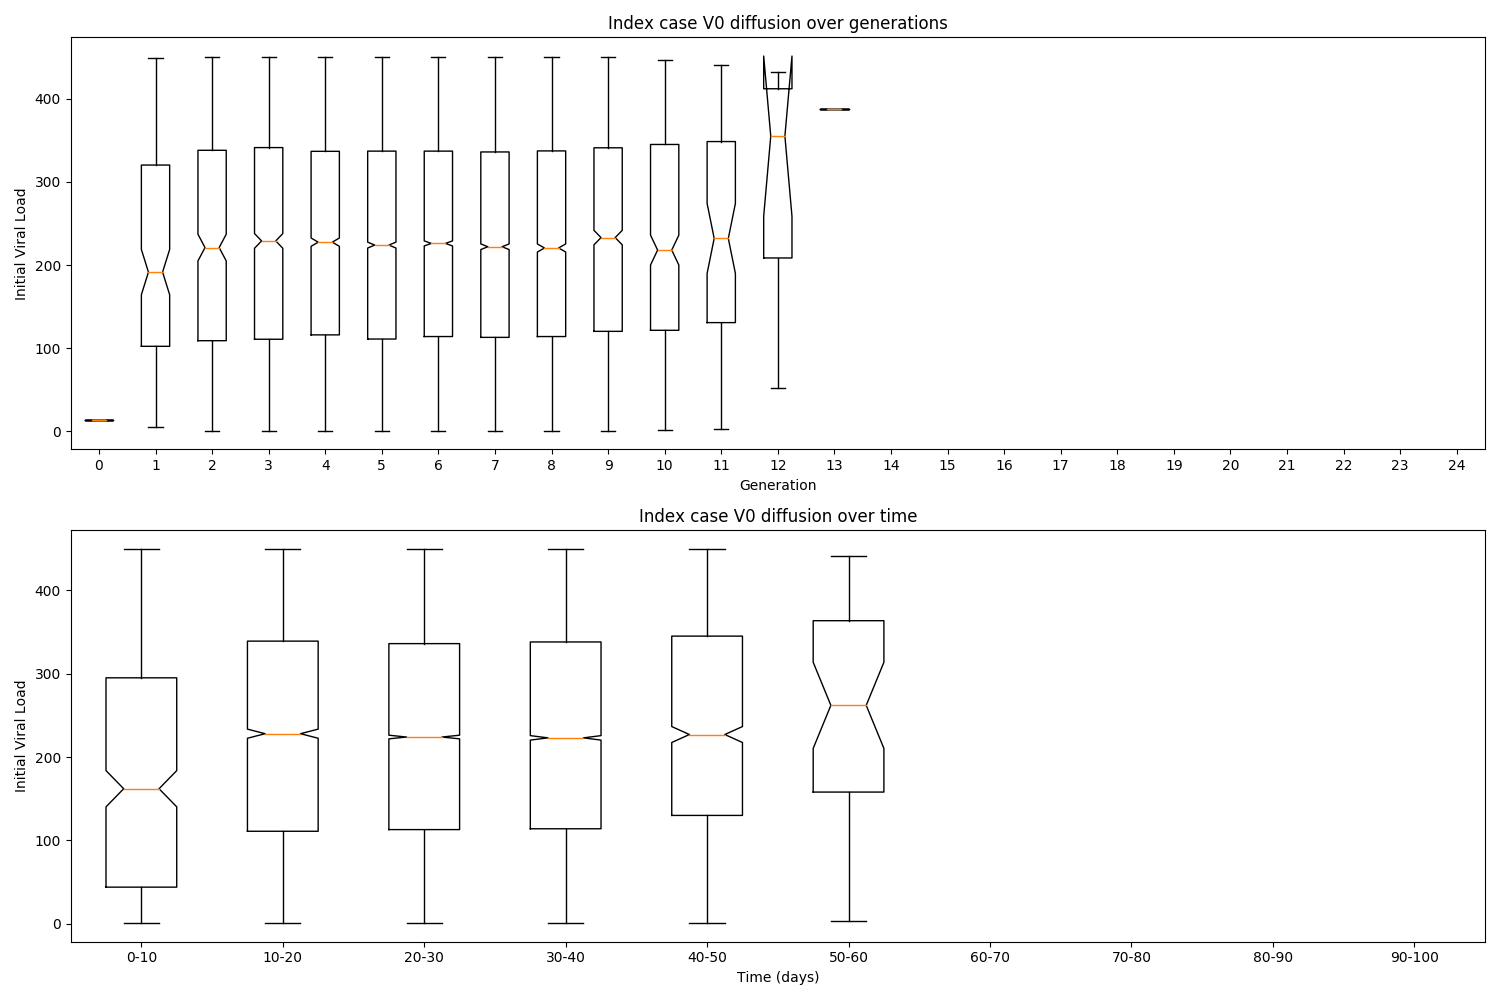 Index case V0 diffusion over generations
400
300
200
100
0
Initial Viral Load
0 1 2 3 4 5 6 7 8 9 10 11 12 13 14 15 16 17 18 19 20 21 22 23 24
Generation
Index case V0 diffusion over time
400
300
200
100
0
Initial Viral Load
0-10 10-20 20-30 30-40 40-50 50-60 60-70 70-80 80-90 90-100
Time (days)